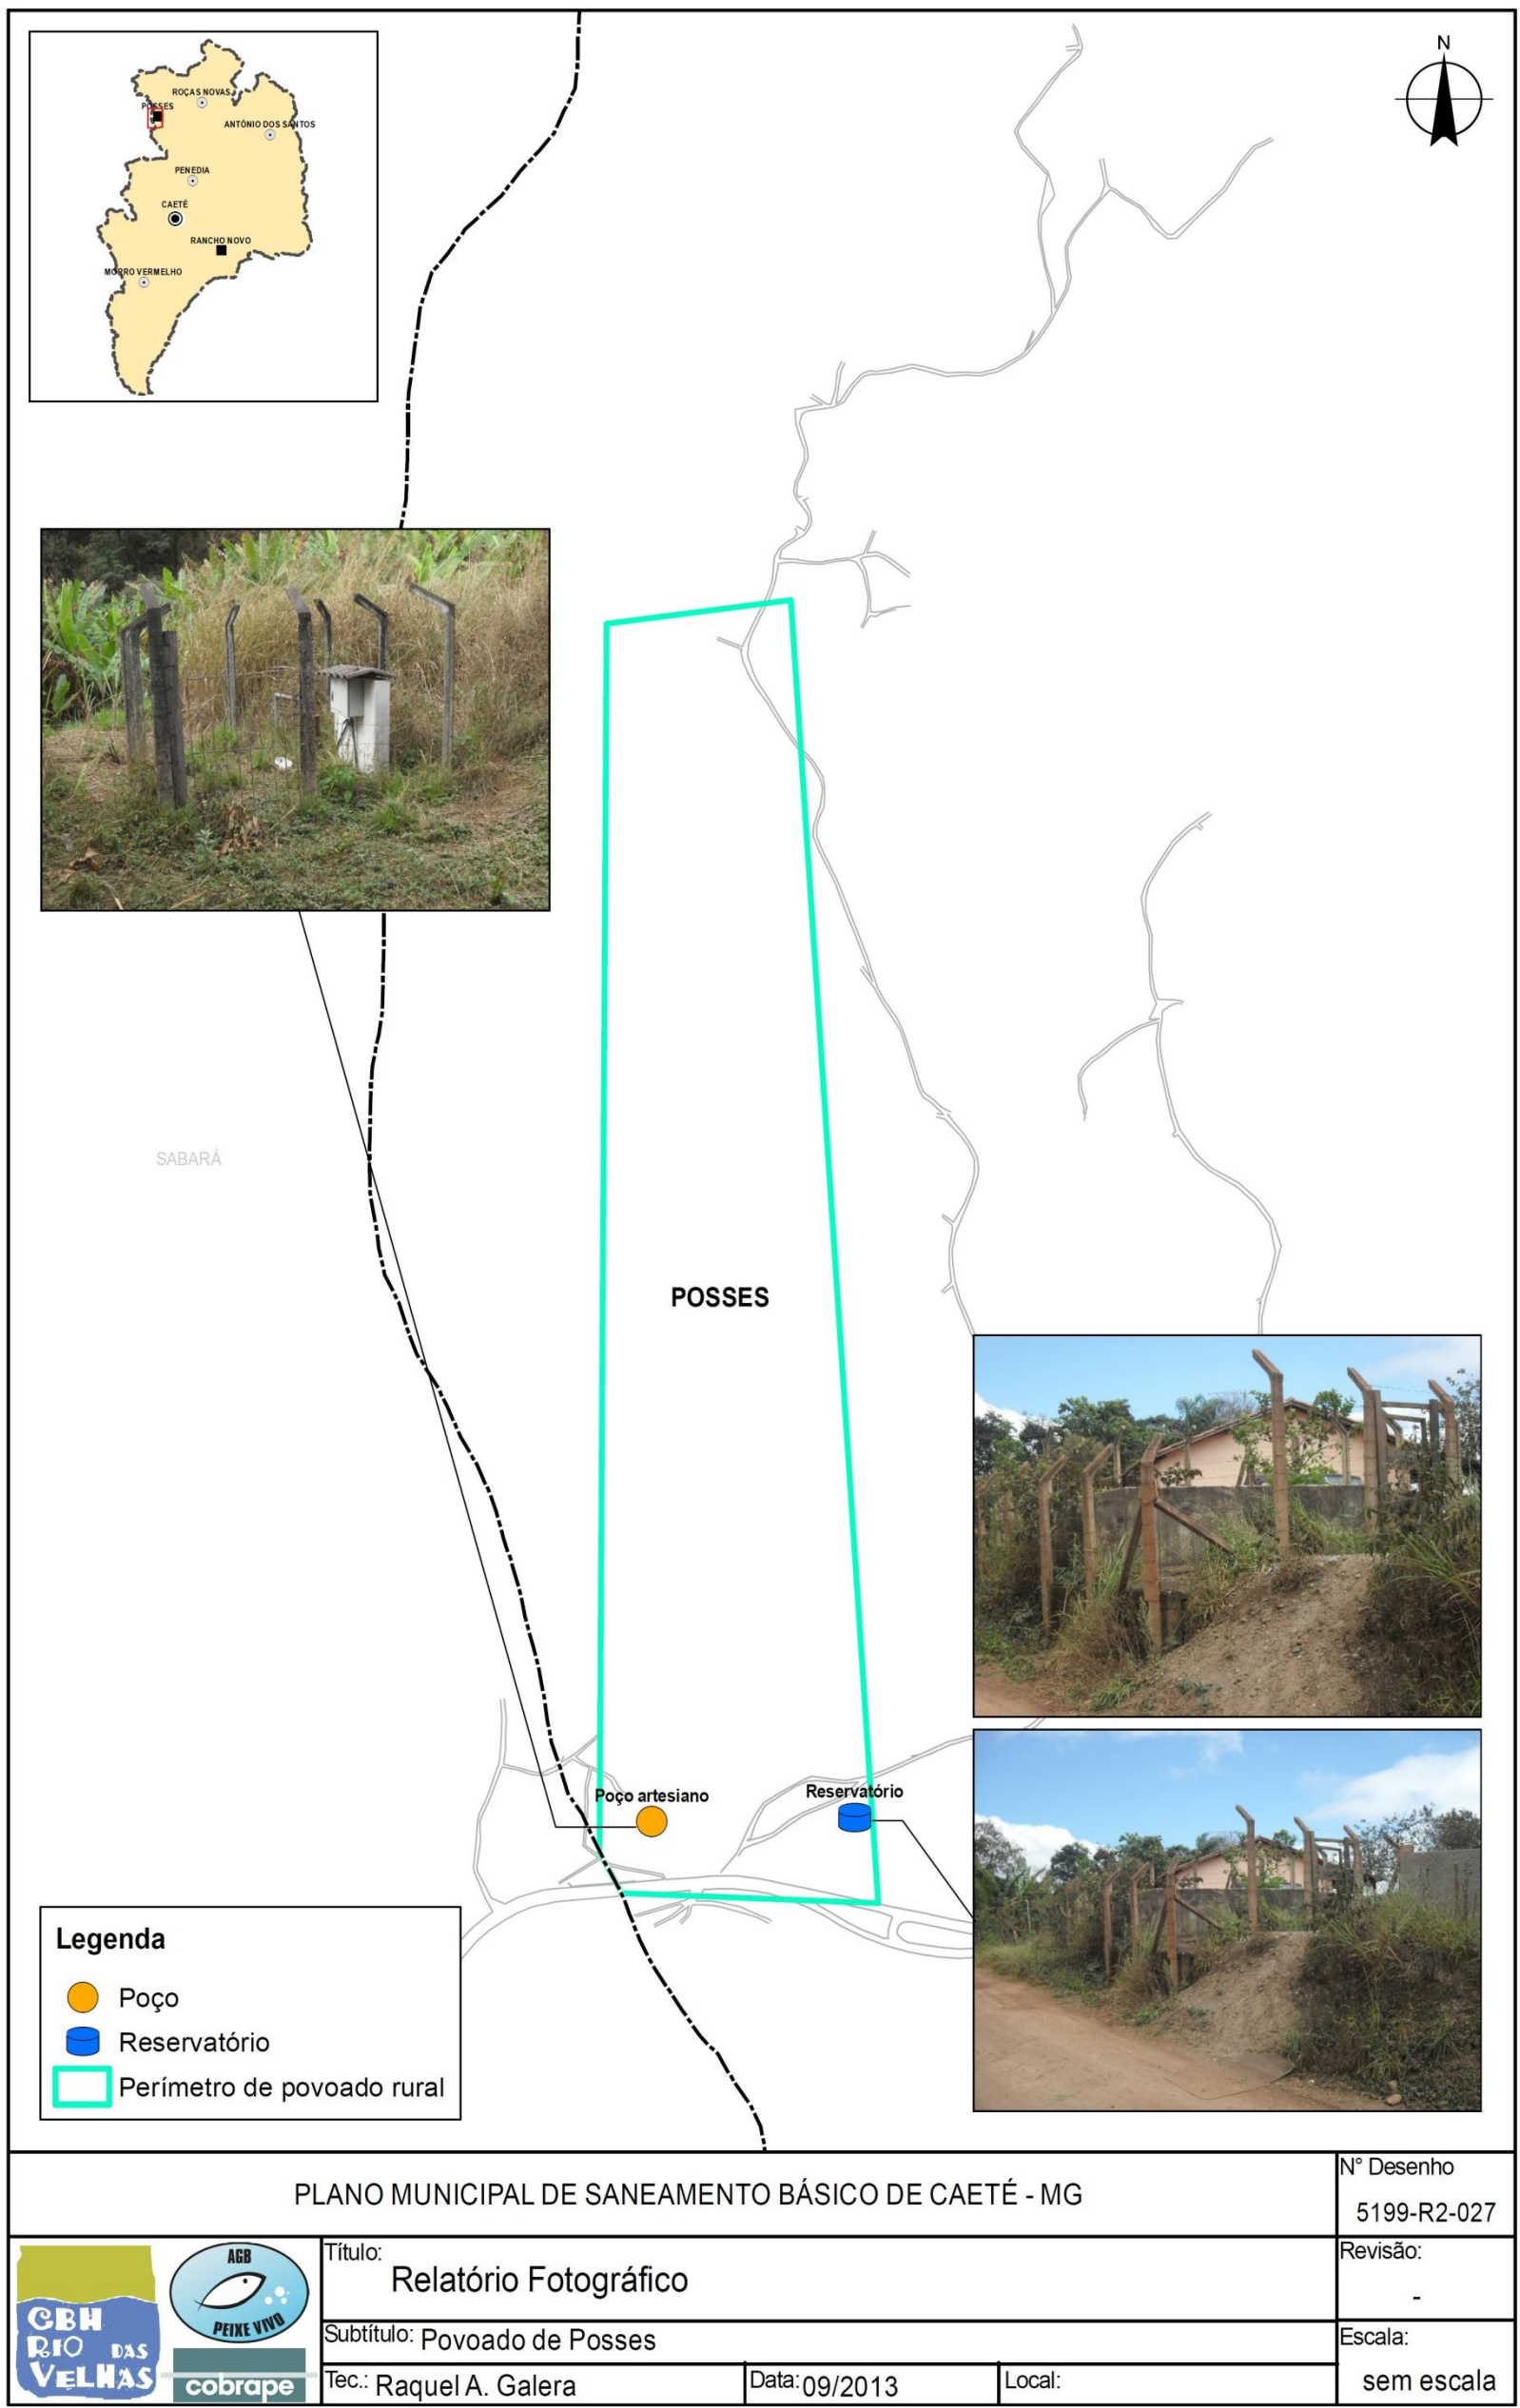 ROÇAS NOVAS
POSSES
ANTÔNIO DOS SANTOS
PENEDIA
CAETÉ
RANCHO NOVO
MORRO VERMELHO
N
SABARÁ
POSSES
Poço artesiano
Reservatório
Legenda
Poço
Reservatório
Perímetro de povoado rural
PLANO MUNICIPAL DE SANEAMENTO BÁSICO DE CAETÉ - MG
N° Desenho
5199-R2-027
CBH
RIO DAS
VELHAS
AGB
PEIXE VIVO
cobrape
Título:
Relatório Fotográfico
Revisão:
-
Subtítulo: Povoado de Posses
Escala:
sem escala
Tec.: Raquel A. Galera
Data: 09/2013
Local: